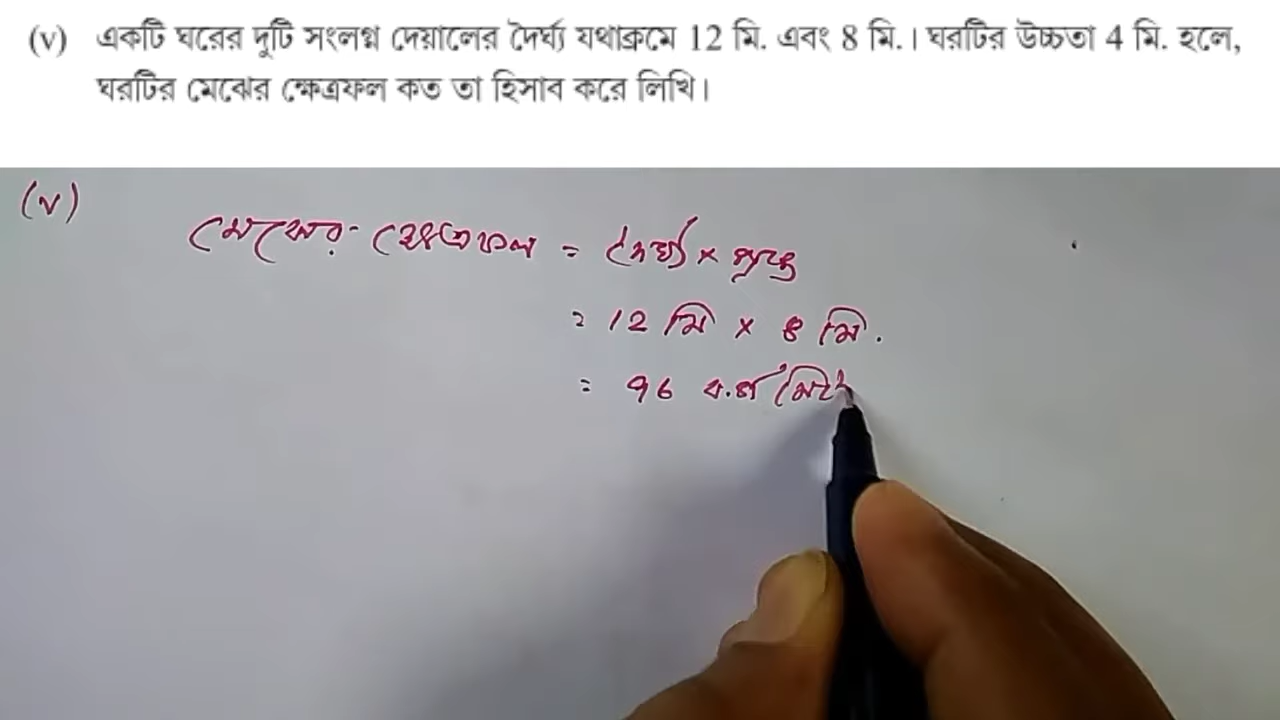 (v) একটি ঘরের দুটি সংলগ্ন দেয়ালের দৈর্ঘ্য যথাক্রমে 12 মি. এবং 8 মি.। ঘরটির উচ্চতা 4 মি. হলে,
ঘরটির মেঝের ক্ষেত্রফল কত তা হিসাব করে লিখি।
(v)
মেঝের ক্ষেত্রফল = দৈর্ঘ্য × প্রস্থ
= 12 মি × 8 মি.
= 96 বর্গ